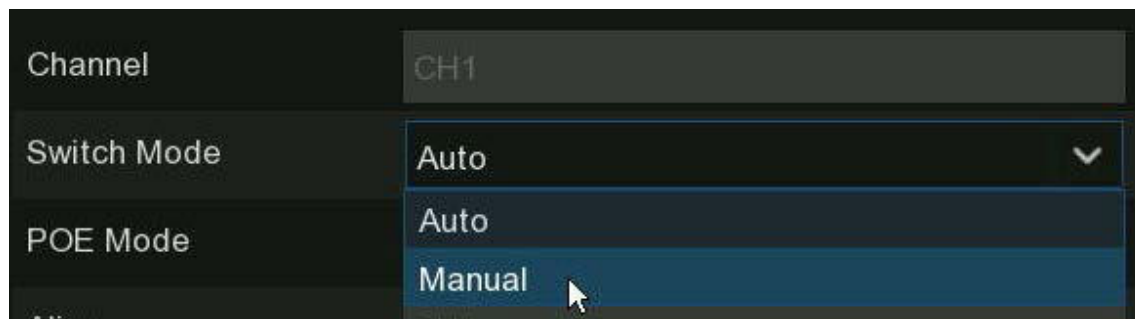 Channel CH1
Switch Mode Auto
Auto
POE Mode
Manual